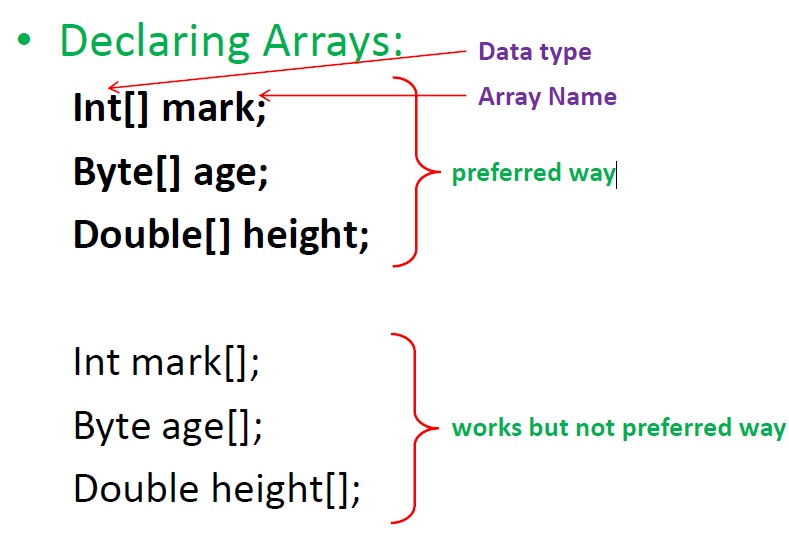 • Declaring Arrays:
Data type
Int[] mark;
Array Name
Byte[] age;
preferred way
Double[] height;
Int mark[];
Byte age[];
works but not preferred way
Double height[];